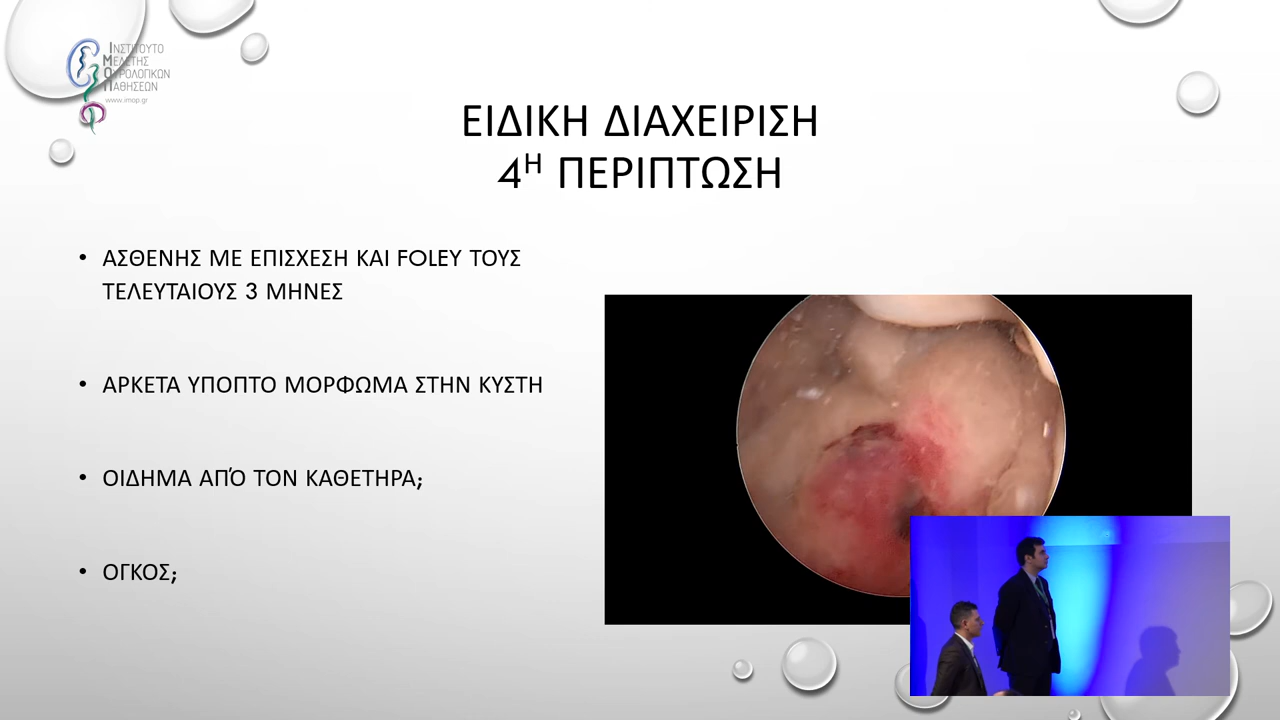 ΙΝΣΤΙΤΟΥΤΟ
ΜΕΛΕΤΗΣ
ΟΥΡΟΛΟΓΙΚΩΝ
ΠΑΘΗΣΕΩΝ
www.imop.gr
ΕΙΔΙΚΗ ΔΙΑΧΕΙΡΙΣΗ
4Η ΠΕΡΙΠΤΩΣΗ
• ΑΣΘΕΝΗΣ ΜΕ ΕΠΙΣΧΕΣΗ ΚΑΙ FOLEY ΤΟΥΣ
ΤΕΛΕΥΤΑΙΟΥΣ 3 ΜΗΝΕΣ
• ΑΡΚΕΤΑ ΥΠΟΠΤΟ ΜΟΡΦΩΜΑ ΣΤΗΝ ΚΥΣΤΗ
• ΟΙΔΗΜΑ ΑΠΌ ΤΟΝ ΚΑΘΕΤΗΡΑ;
• ΟΓΚΟΣ;